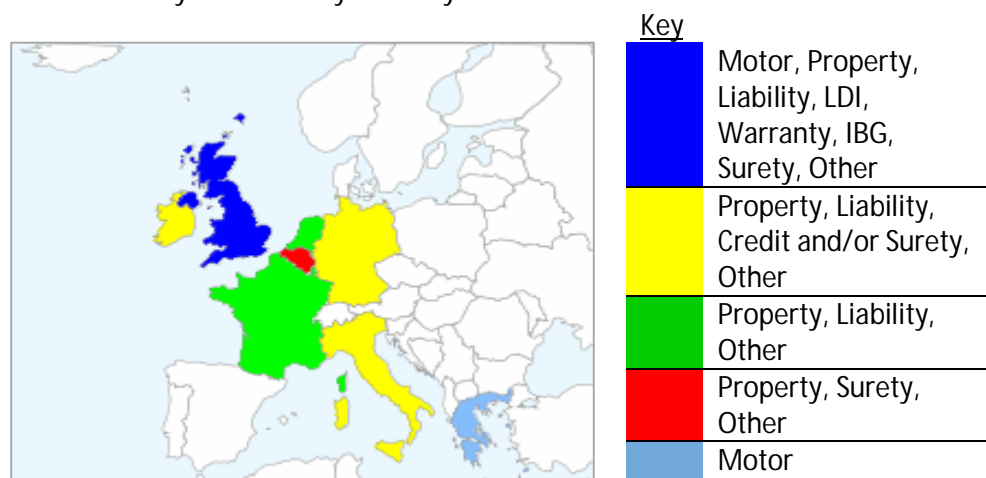 Key
Motor, Property,
Liability, LDI,
Warranty, IBG,
Surety, Other
Property, Liability,
Credit and/or Surety,
Other
Property, Liability,
Other
Property, Surety,
Other
Motor